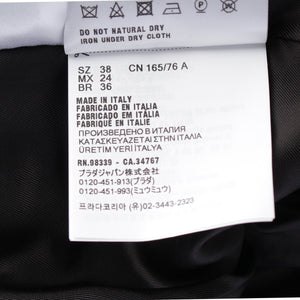 DO NOT NATURAL DRY
IRON UNDER DRY CLOTH
SZ 38 CN 165/76 A
MX 24
BR 36
MADE IN ITALY
FABRICADO EN ITALIA
FABRICADO EM ITÁLIA
FABRIQUÉ EN ITALIE
ПРОИЗВЕДЕНО В ИТАЛИЯ
ΚΑΤΑΣΚΕΥΑΖΕΤΑΙ ΣΤΗΝ ΙΤΑΛΙΑ
ÜRETİM YERİ İTALYA
RN.98339 - CA.34767
プラダジャパン株式会社
0120-451-913(プラダ)
0120-451-993(ミュウミュウ)
프라다코리아 (유) 02-3443-2323